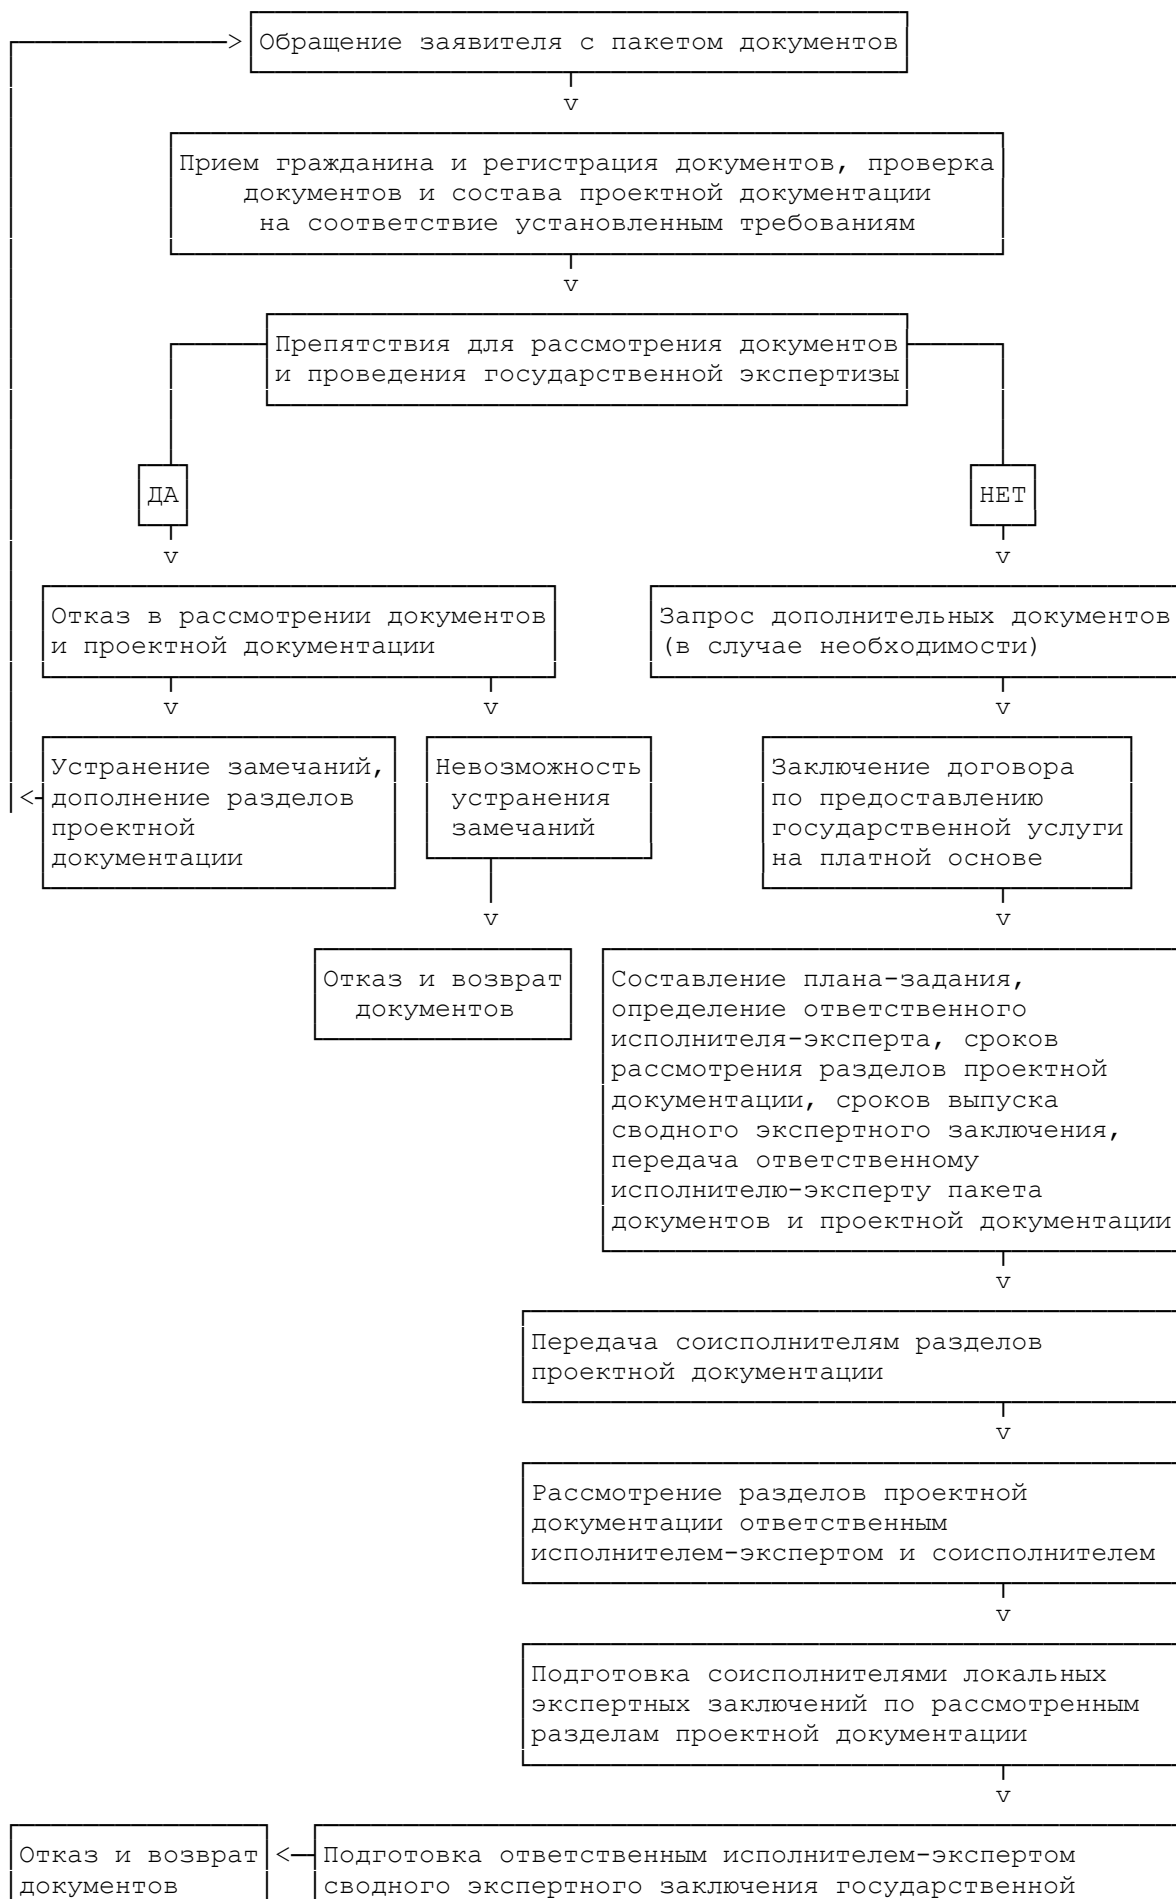 Обращение заявителя с пакетом документов
Прием гражданина и регистрация документов, проверка
документов и состава проектной документации
на соответствие установленным требованиям
Препятствия для рассмотрения документов
и проведения государственной экспертизы
ДА
НЕТ
Отказ в рассмотрении документов
и проектной документации
Запрос дополнительных документов
(в случае необходимости)
Устранение замечаний,
дополнение разделов
проектной
документации
Невозможность
устранения
замечаний
Заключение договора
по предоставлению
государственной услуги
на платной основе
Отказ и возврат
документов
Составление плана-задания,
определение ответственного
исполнителя-эксперта, сроков
рассмотрения разделов проектной
документации, сроков выпуска
сводного экспертного заключения,
передача ответственному
исполнителю-эксперту пакета
документов и проектной документации
Передача соисполнителям разделов
проектной документации
Рассмотрение разделов проектной
документации ответственным
исполнителем-экспертом и соисполнителем
Подготовка соисполнителями локальных
экспертных заключений по рассмотренным
разделам проектной документации
Отказ и возврат
документов
Подготовка ответственным исполнителем-экспертом
сводного экспертного заключения государственной